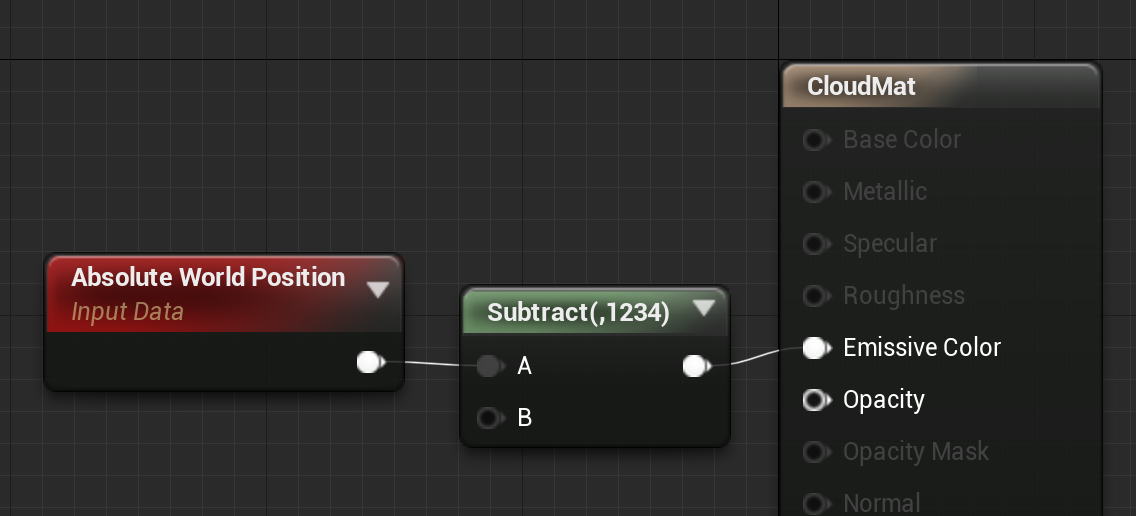 CloudMat
Base Color
Metallic
Specular
Absolute World Position
Input Data
Subtract(,1234)
Roughness
A
Emissive Color
B
Opacity
Opacity Mask
Normal